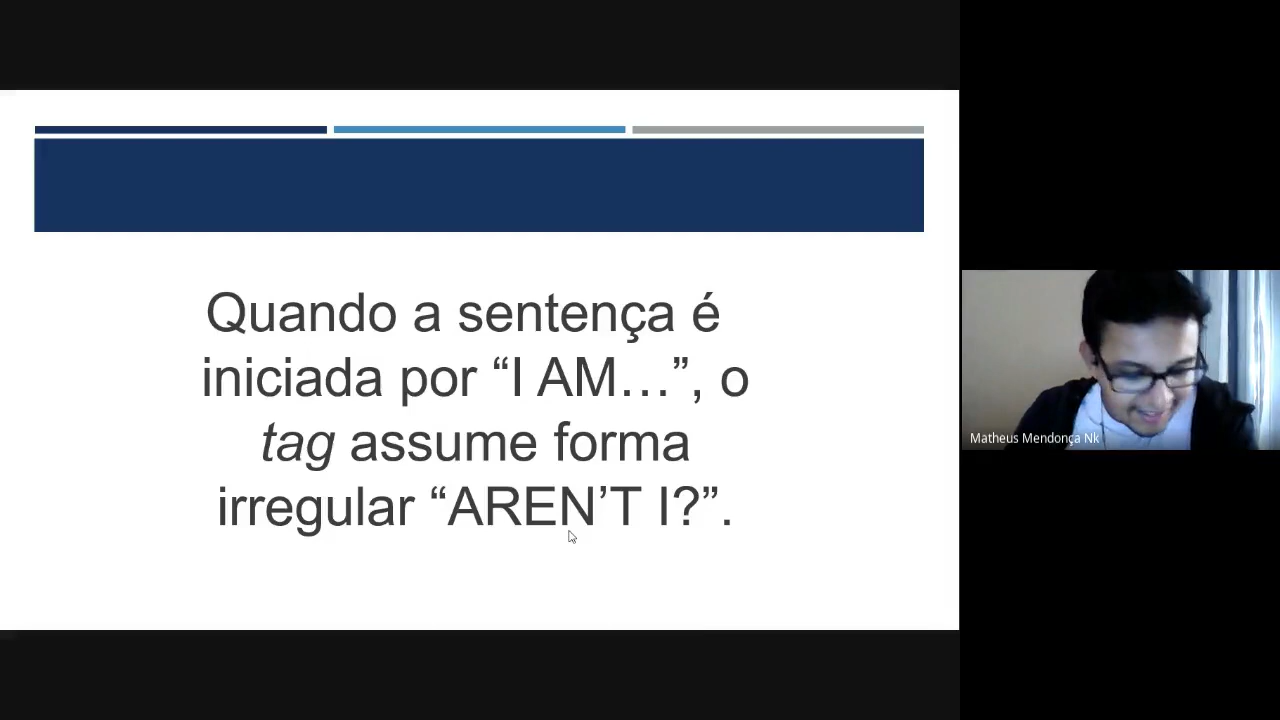 Quando a sentença é
iniciada por “I AM…”, o
tag assume forma
irregular “AREN’T I?”.
Matheus Mendonça Nk